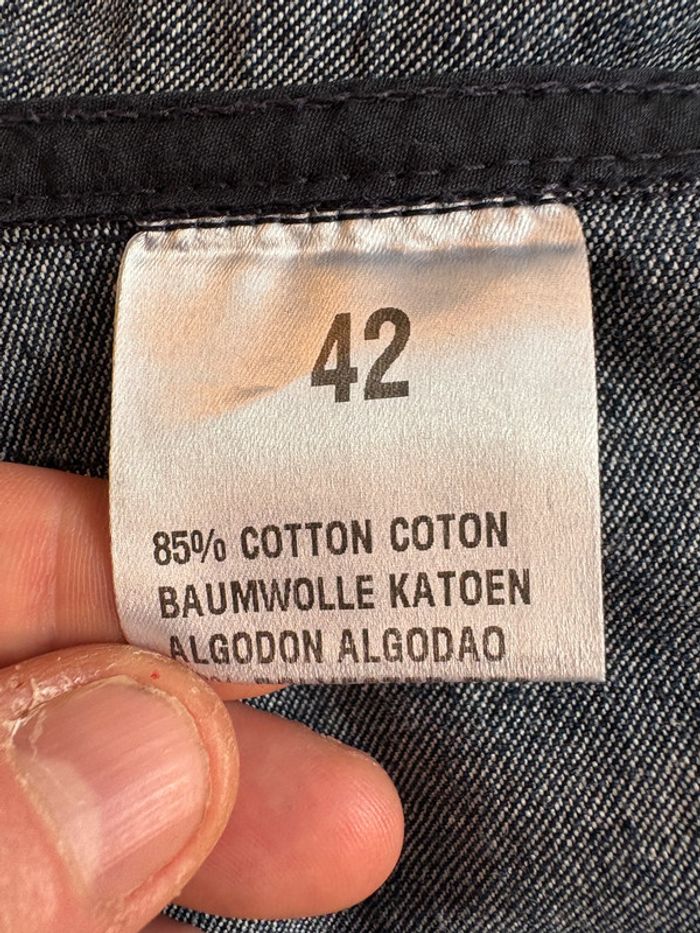 42
85% COTTON COTON
BAUMWOLLE KATOEN
ALGODON ALGODAO